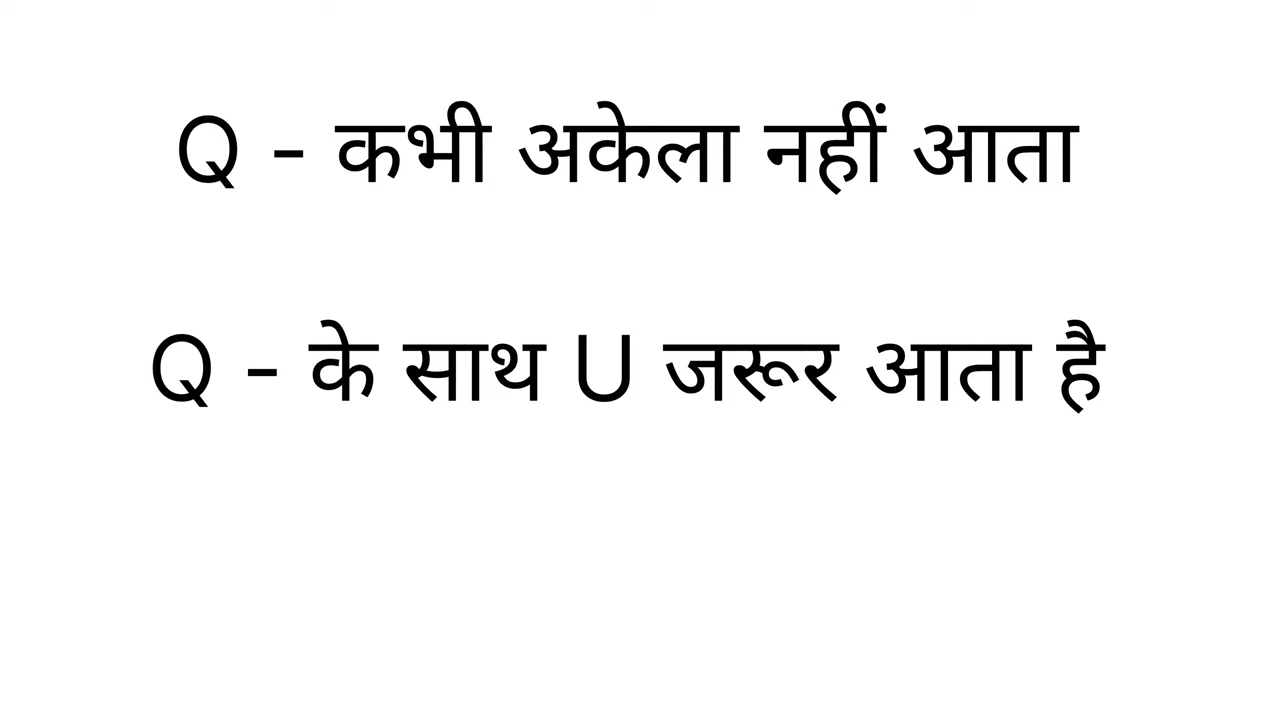 Q - कभी अकेला नहीं आता
Q - के साथ U जरूर आता है